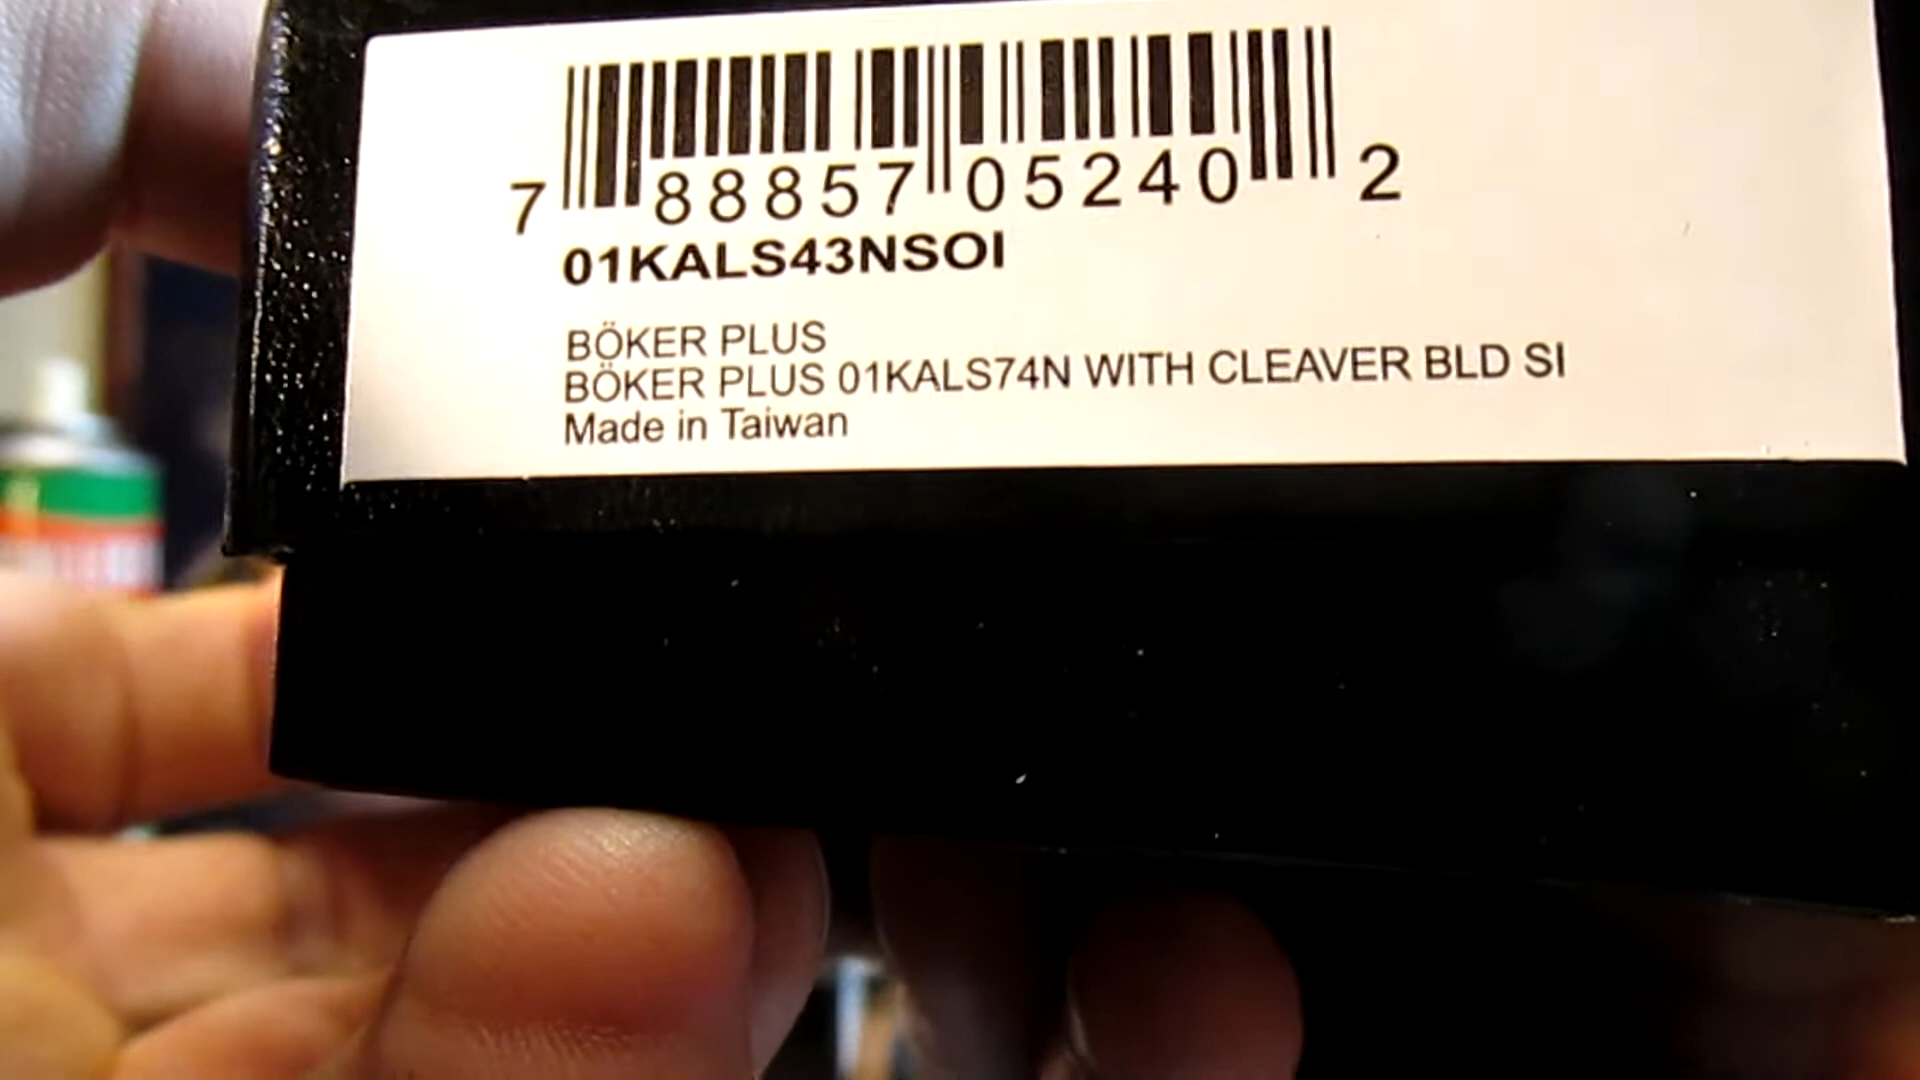 7 88857 05240 2
01KALS43NSOI
BÖKER PLUS
BÖKER PLUS 01KALS74N WITH CLEAVER BLD SI
Made in Taiwan